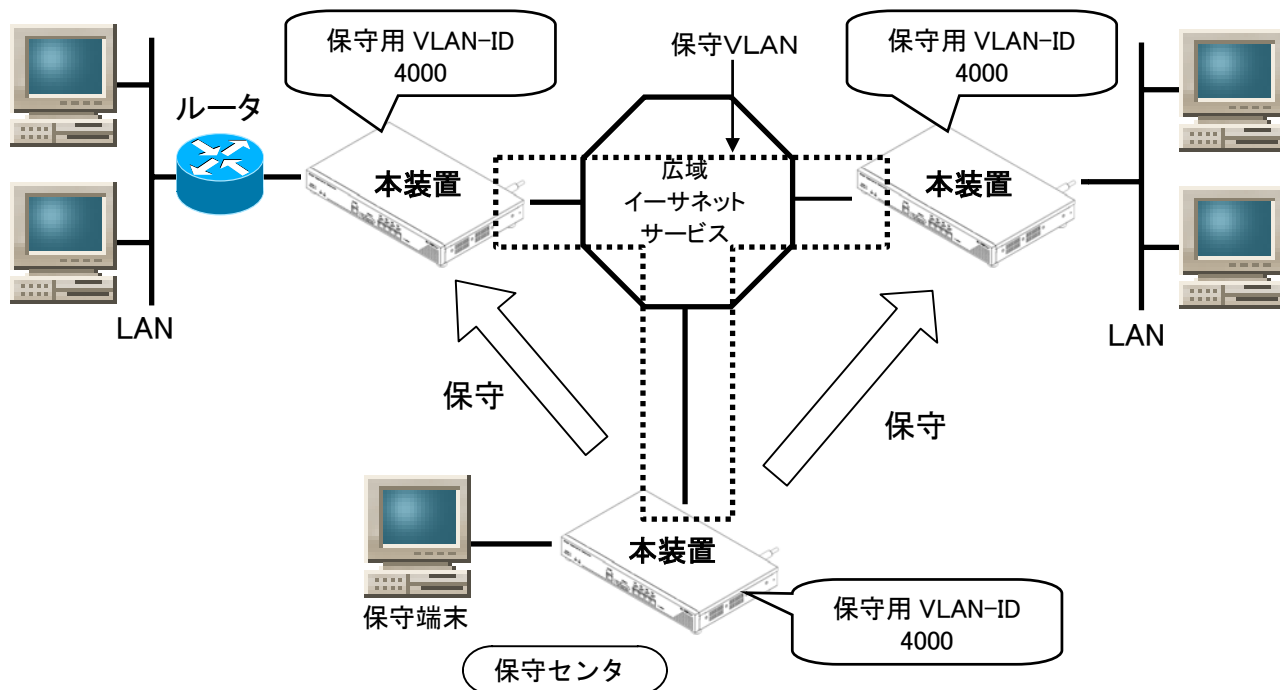 保守用 VLAN-ID
4000
保守VLAN
保守用 VLAN-ID
4000
ルータ
本装置
広域
イーサネット
サービス
本装置
LAN
LAN
保守
保守
本装置
保守端末
保守用 VLAN-ID
4000
保守センタ